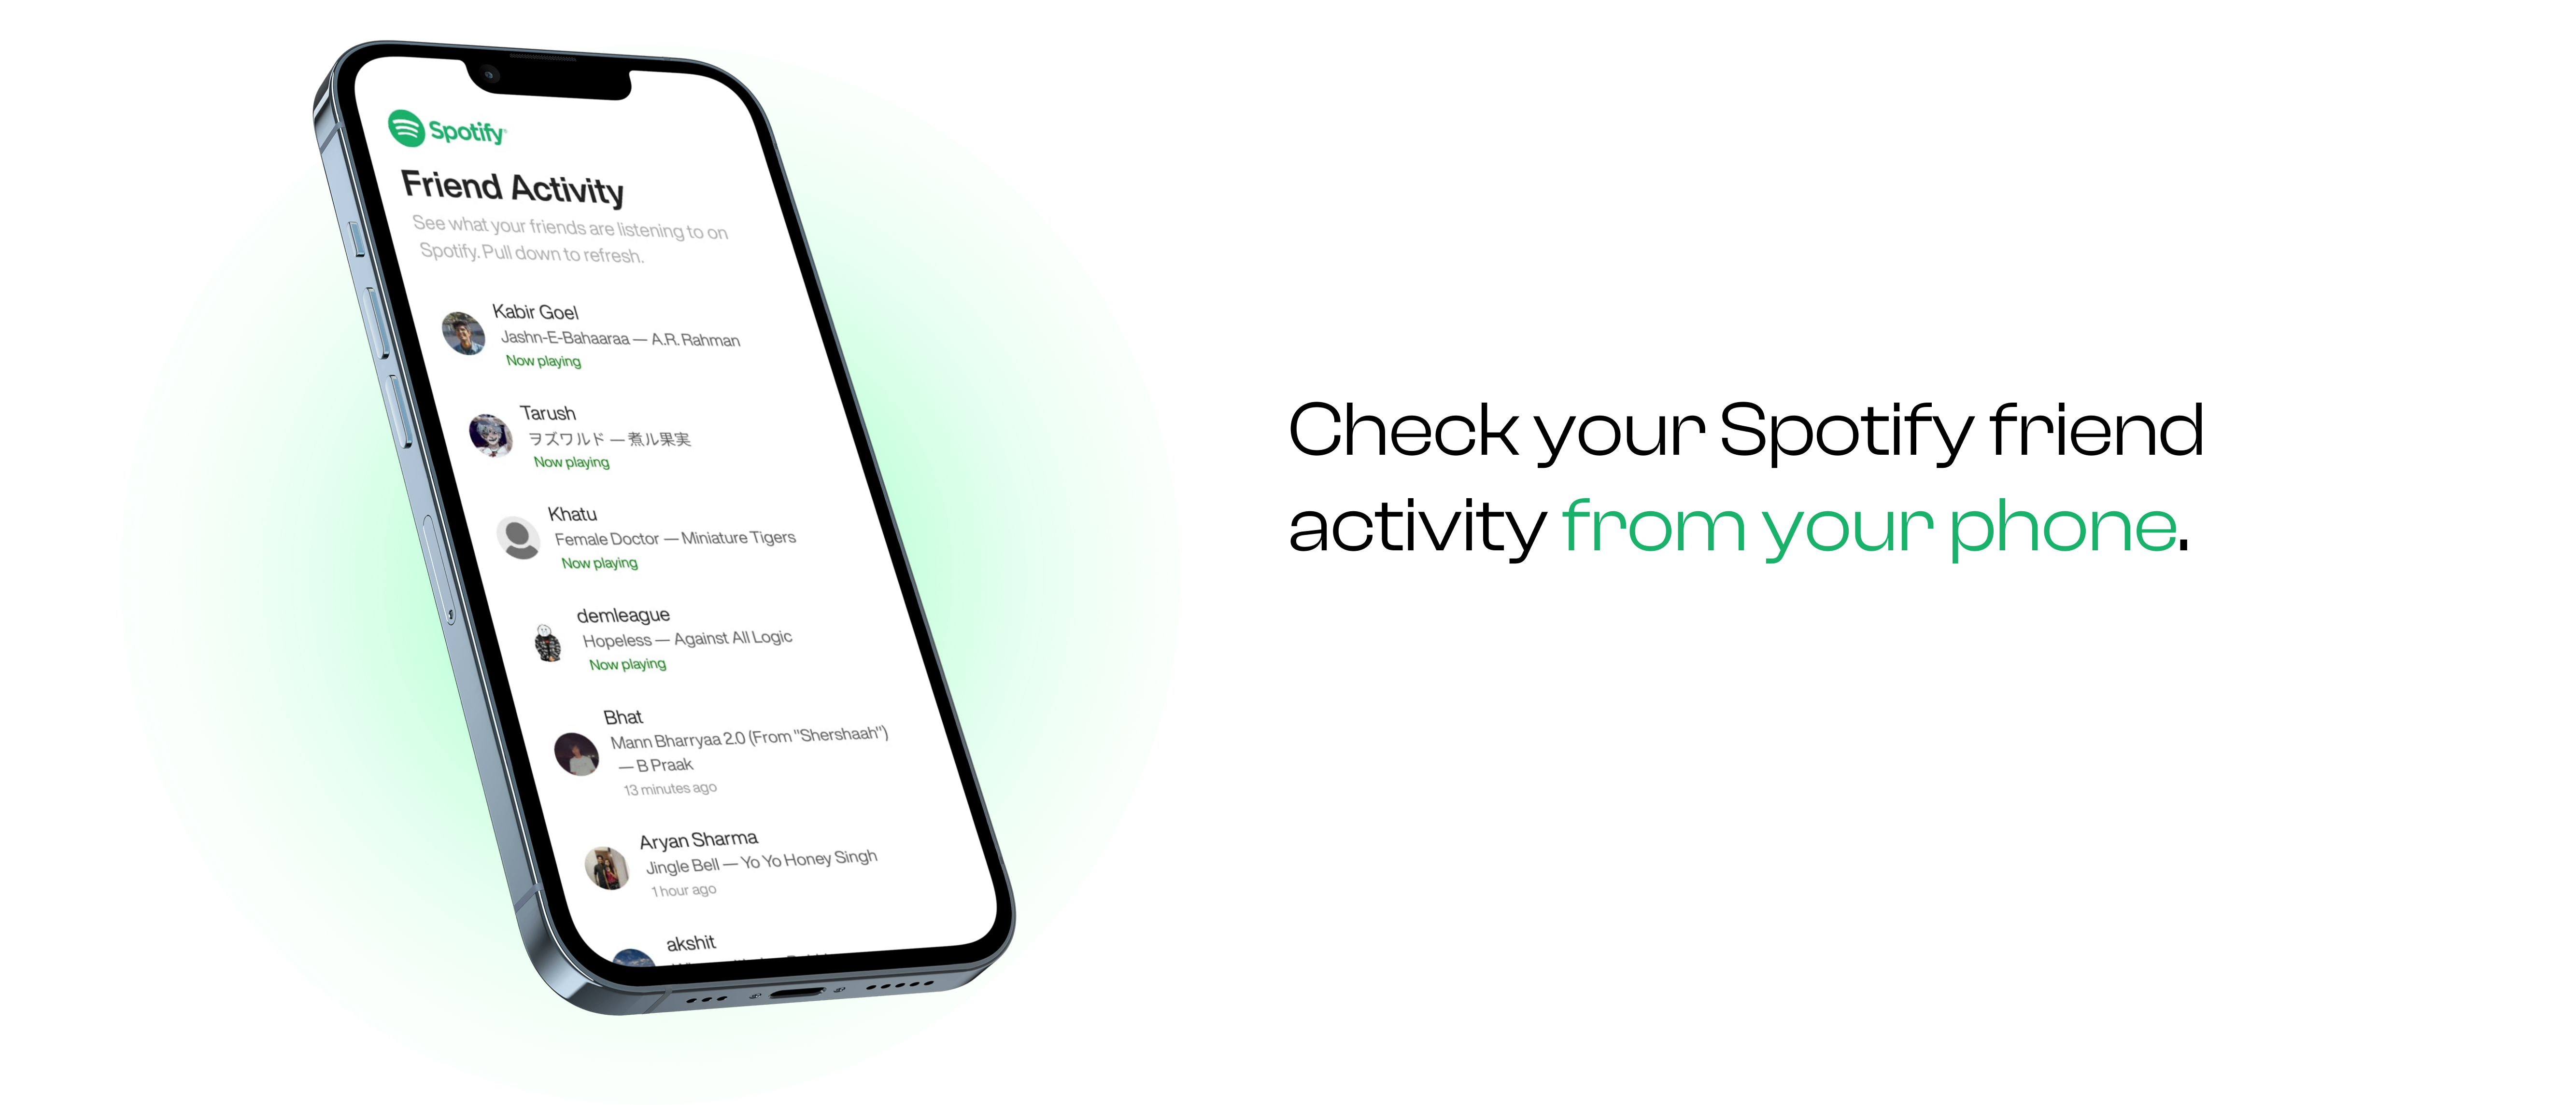 Spotify
Friend Activity
See what your friends are listening to on
Spotify. Pull down to refresh.
Kabir Goel
Jashn-E-Bahaaraa — A.R. Rahman
Now playing
Tarush
ヲズワルド — 煮ル果実
Now playing
Khatu
Female Doctor — Miniature Tigers
Now playing
demleague
Hopeless — Against All Logic
Now playing
Bhat
Mann Bharryaa 2.0 (From "Shershaah")
— B Praak
13 minutes ago
Aryan Sharma
Jingle Bell — Yo Yo Honey Singh
1 hour ago
akshit
Check your Spotify friend
activity from your phone.